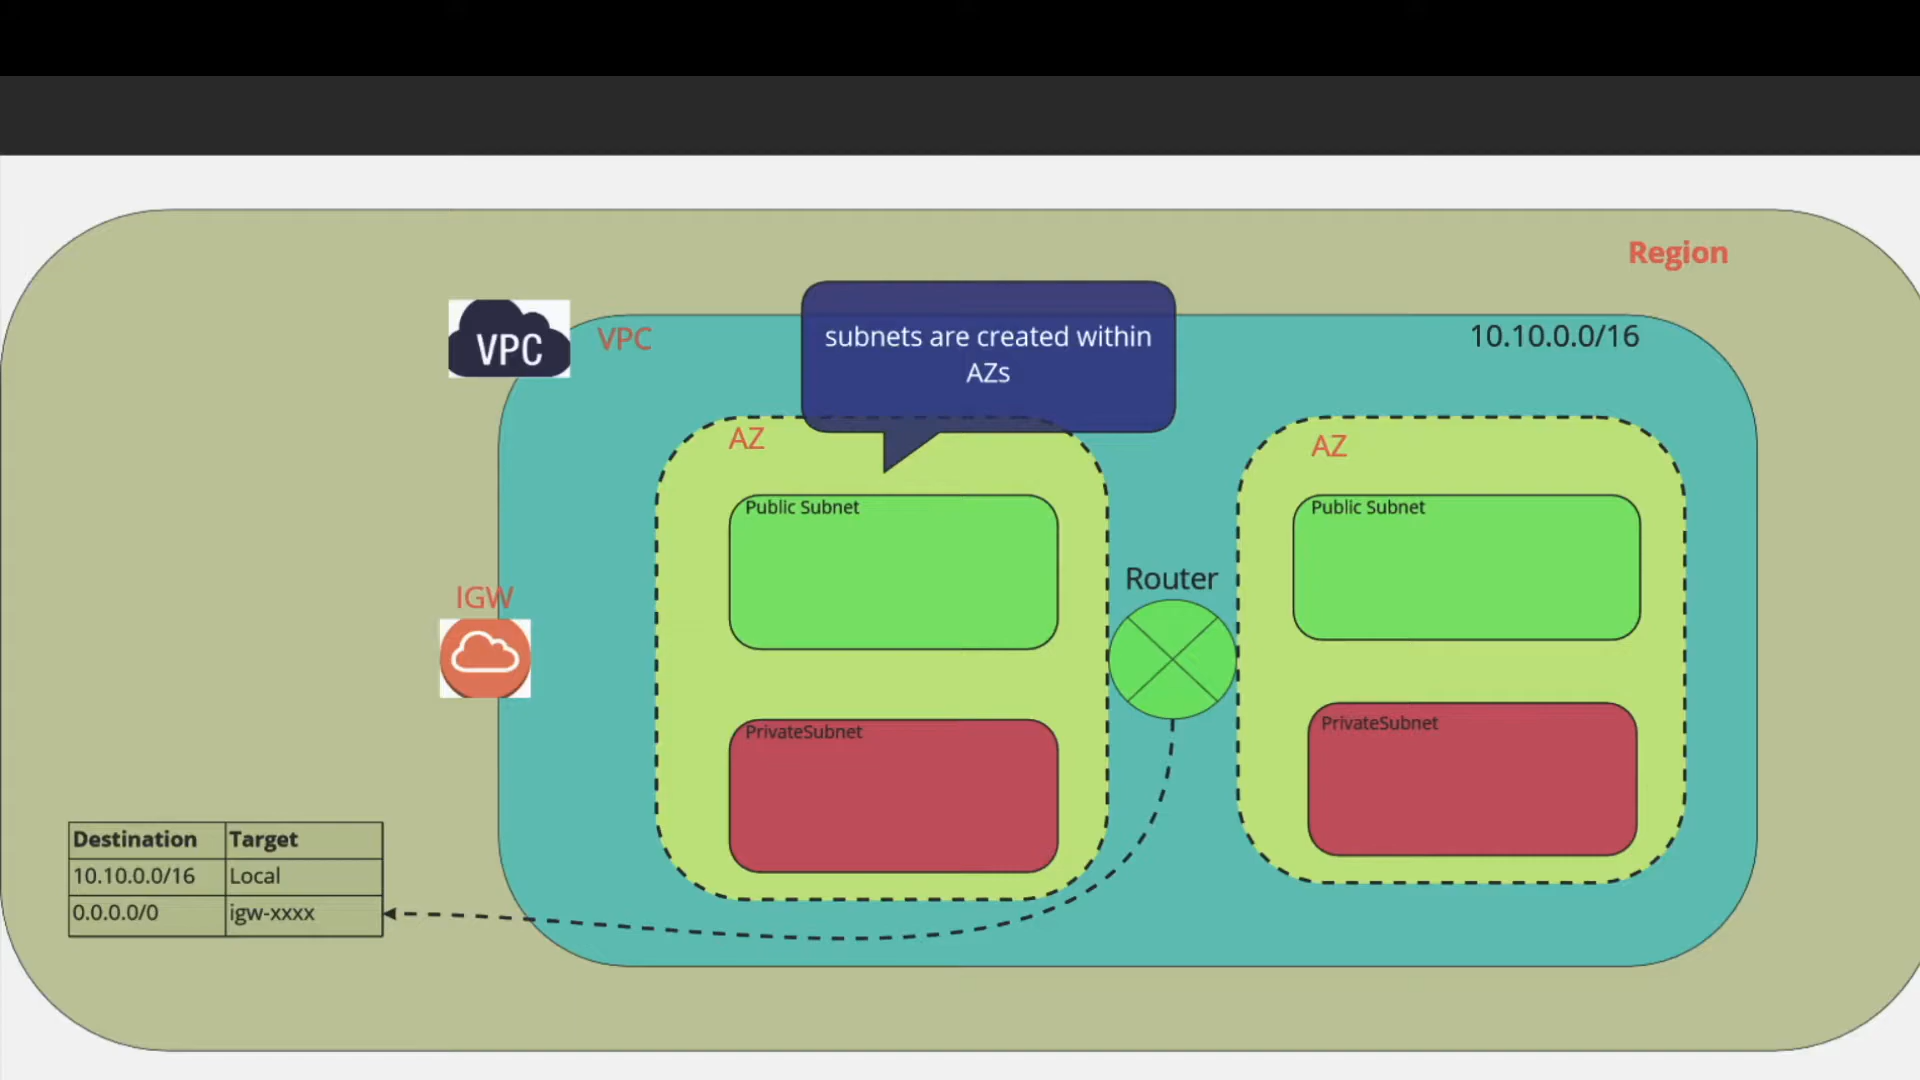 Region
VPC
VPC
subnets are created within
AZs
10.10.0.0/16
AZ
AZ
Public Subnet
Public Subnet
Router
IGW
PrivateSubnet
PrivateSubnet
Destination Target
10.10.0.0/16 Local
0.0.0.0/0 igw-xxxx